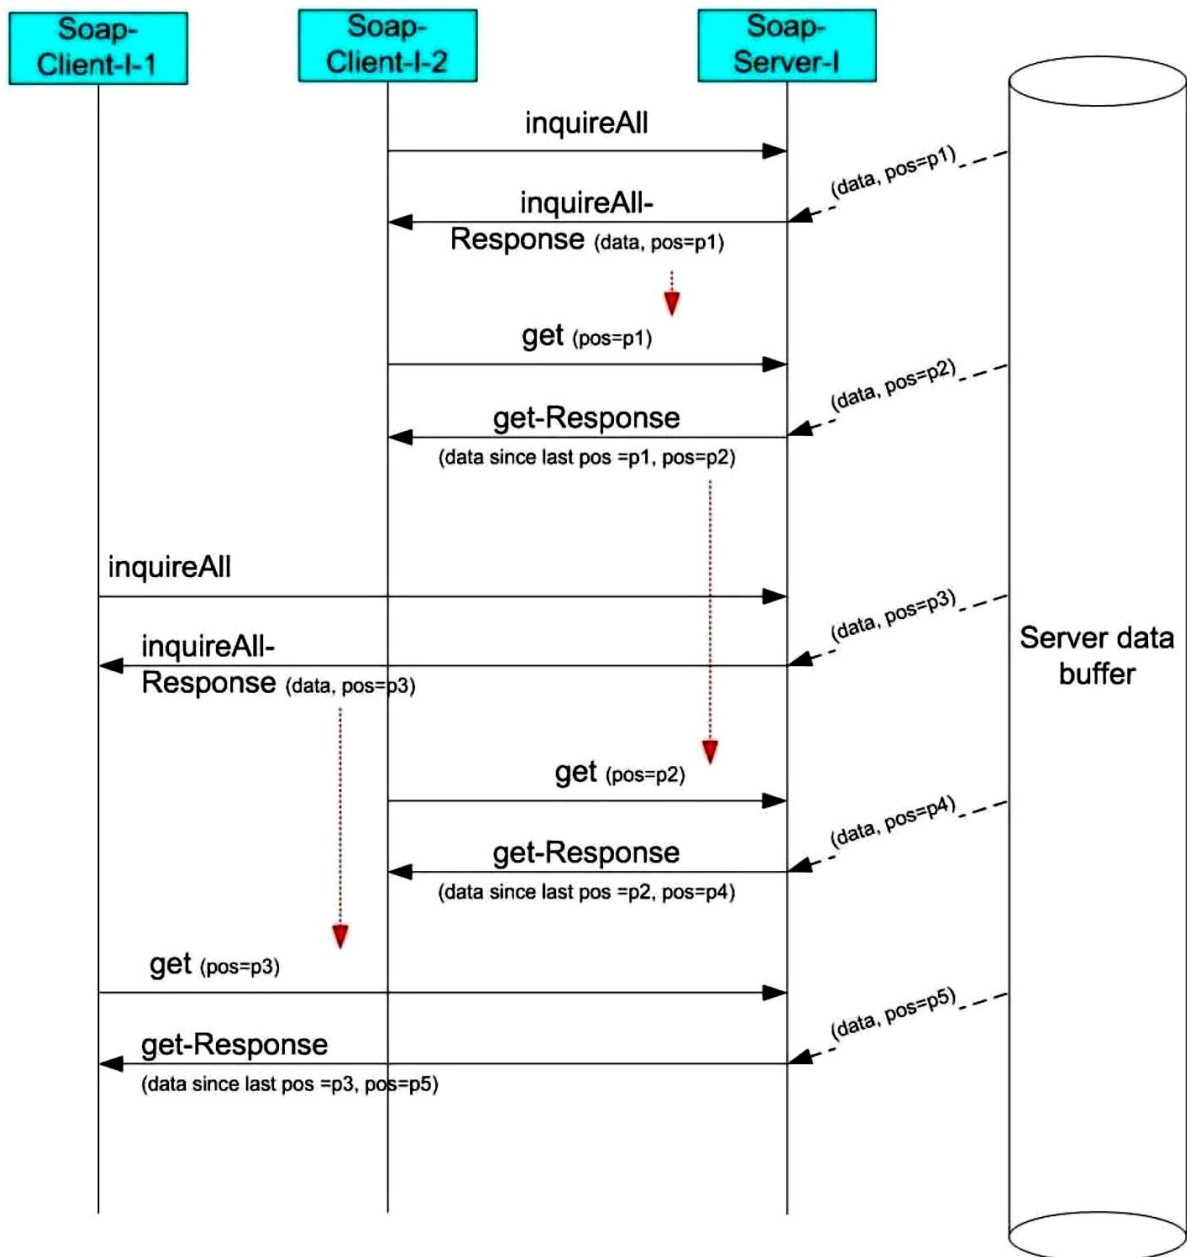 Soap-
Client-I-1
Soap-
Client-I-2
Soap-
Server-I
inquireAll
(data, pos=p1)
inquireAll-
Response (data, pos=p1)
get (pos=p1)
(data, pos=p2)
get-Response
(data since last pos =p1, pos=p2)
inquireAll
(data, pos=p3)
inquireAll-
Response (data, pos=p3)
Server data
buffer
get (pos=p2)
(data, pos=p4)
get-Response
(data since last pos =p2, pos=p4)
get (pos=p3)
(data, pos=p5)
get-Response
(data since last pos =p3, pos=p5)